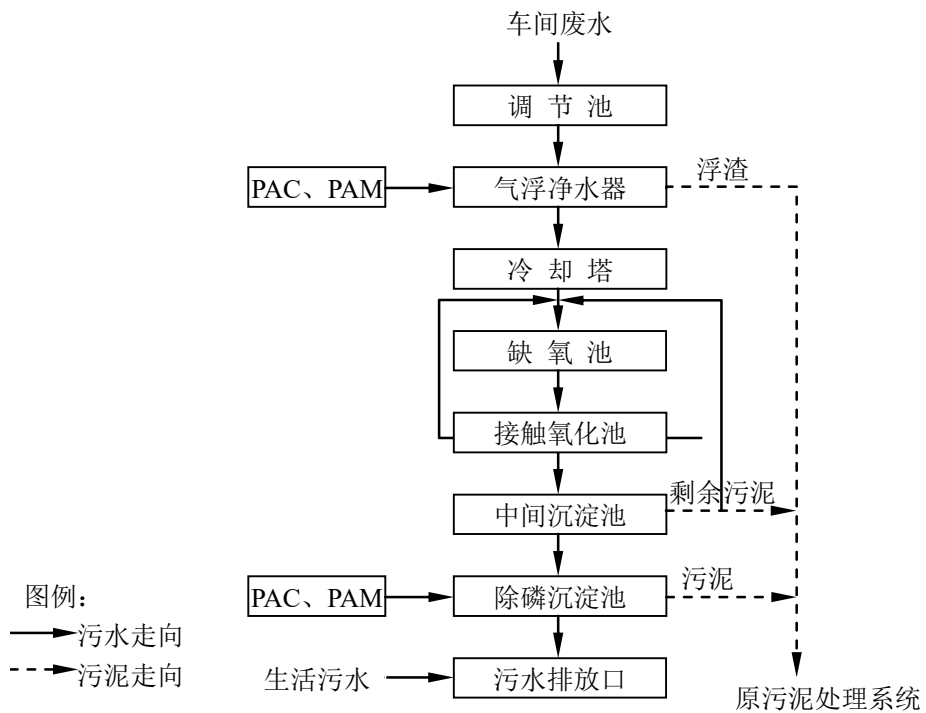 车间废水
调 节 池
PAC、PAM
气浮净水器
浮渣
冷 却 塔
缺 氧 池
接触氧化池
剩余污泥
中间沉淀池
污泥
PAC、PAM
除磷沉淀池
图例：
污水走向
污泥走向
生活污水
污水排放口
原污泥处理系统